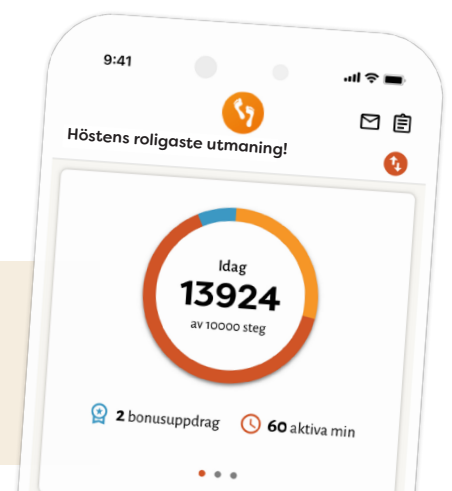 9:41
Höstens roligaste utmaning!
Idag
13924
av 10000 steg
2 bonusuppdrag
60 aktiva min